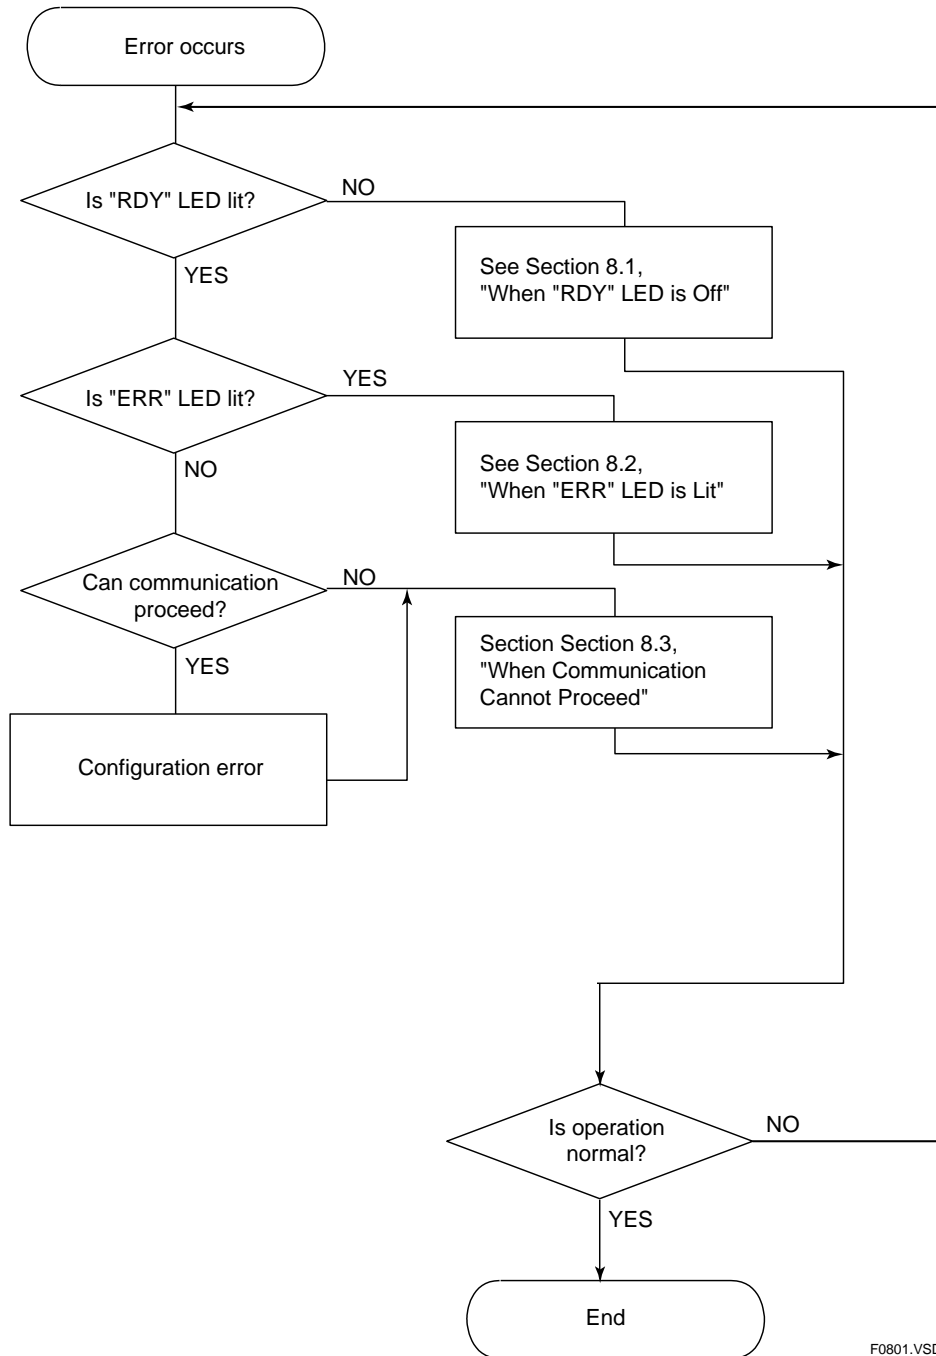 Error occurs
Is "RDY" LED lit?
NO
YES
See Section 8.1,
"When "RDY" LED is Off"
Is "ERR" LED lit?
YES
NO
See Section 8.2,
"When "ERR" LED is Lit"
Can communication
proceed?
NO
YES
Section Section 8.3,
"When Communication
Cannot Proceed"
Configuration error
Is operation
normal?
NO
YES
End
F0801.VSD